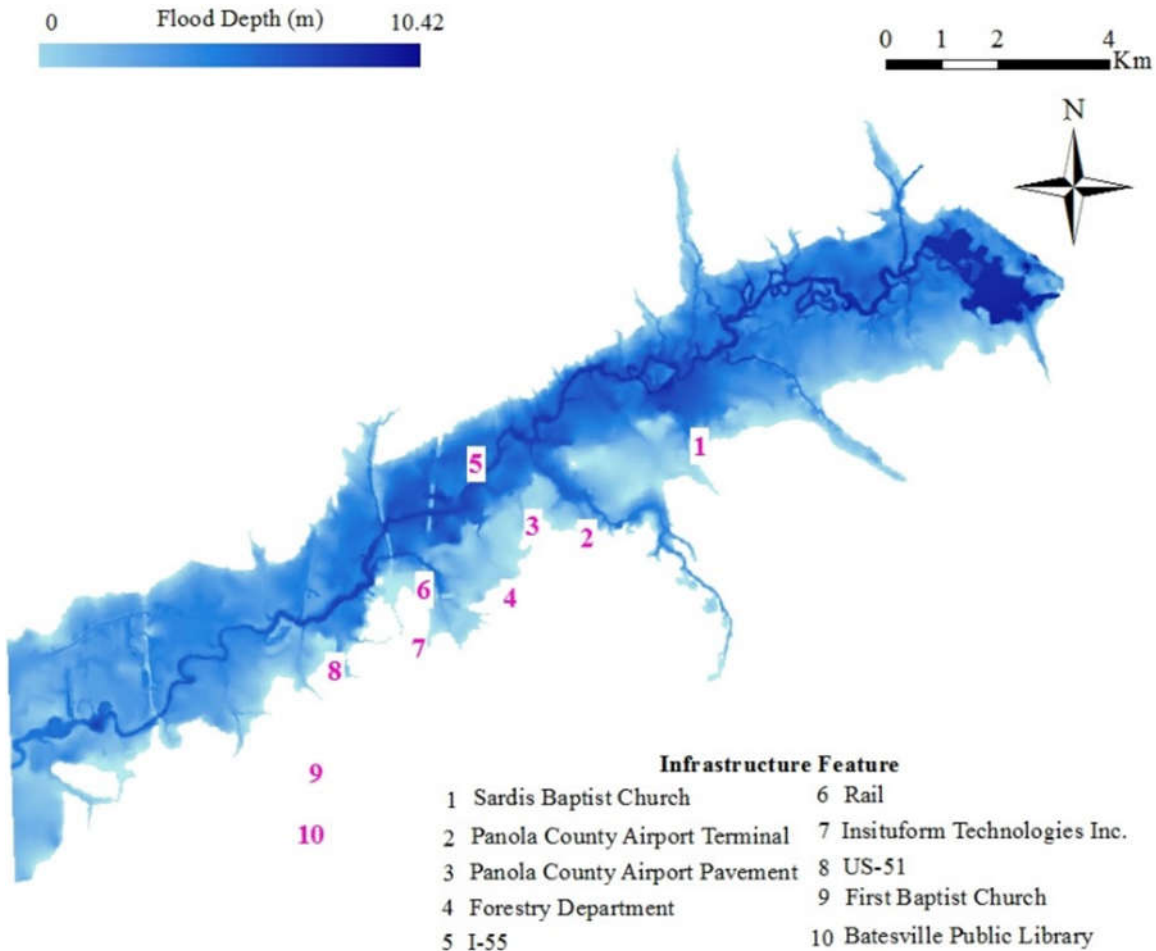 0 Flood Depth (m) 10.42
0 1 2 4
Km
N
1
5
3
2
6
4
7
8
9
10
Infrastructure Feature
1 Sardis Baptist Church
2 Panola County Airport Terminal
3 Panola County Airport Pavement
4 Forestry Department
5 I-55
6 Rail
7 Insituform Technologies Inc.
8 US-51
9 First Baptist Church
10 Batesville Public Library